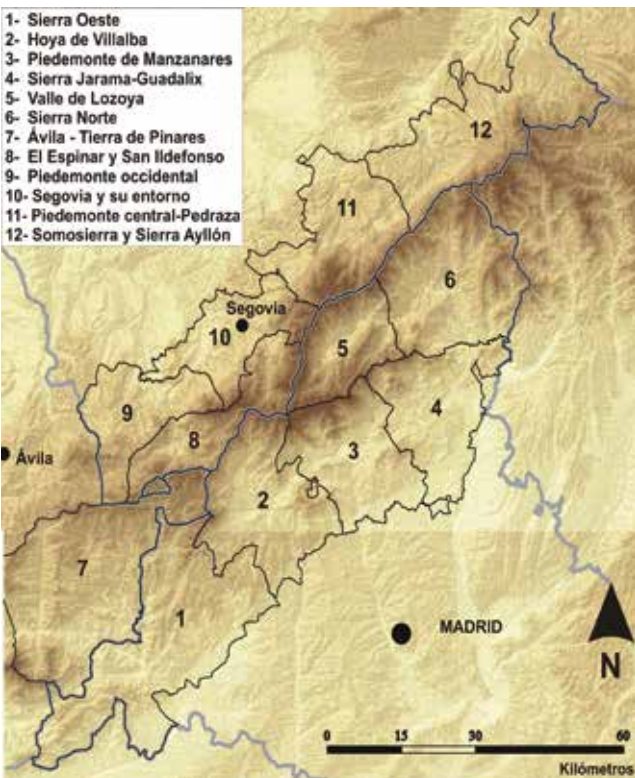 1- Sierra Oeste
2- Hoya de Villalba
3- Piedemonte de Manzanares
4- Sierra Jarama-Guadalix
5- Valle de Lozoya
6- Sierra Norte
7- Ávila - Tierra de Pinares
8- El Espinar y San Ildefonso
9- Piedemonte occidental
10- Segovia y su entorno
11- Piedemonte central-Pedraza
12- Somosierra y Sierra Ayllón
12
11
6
Segovia
10
5
9
4
8
3
Ávila
2
7
1
MADRID
N
0 15 30 60
Kilómetros